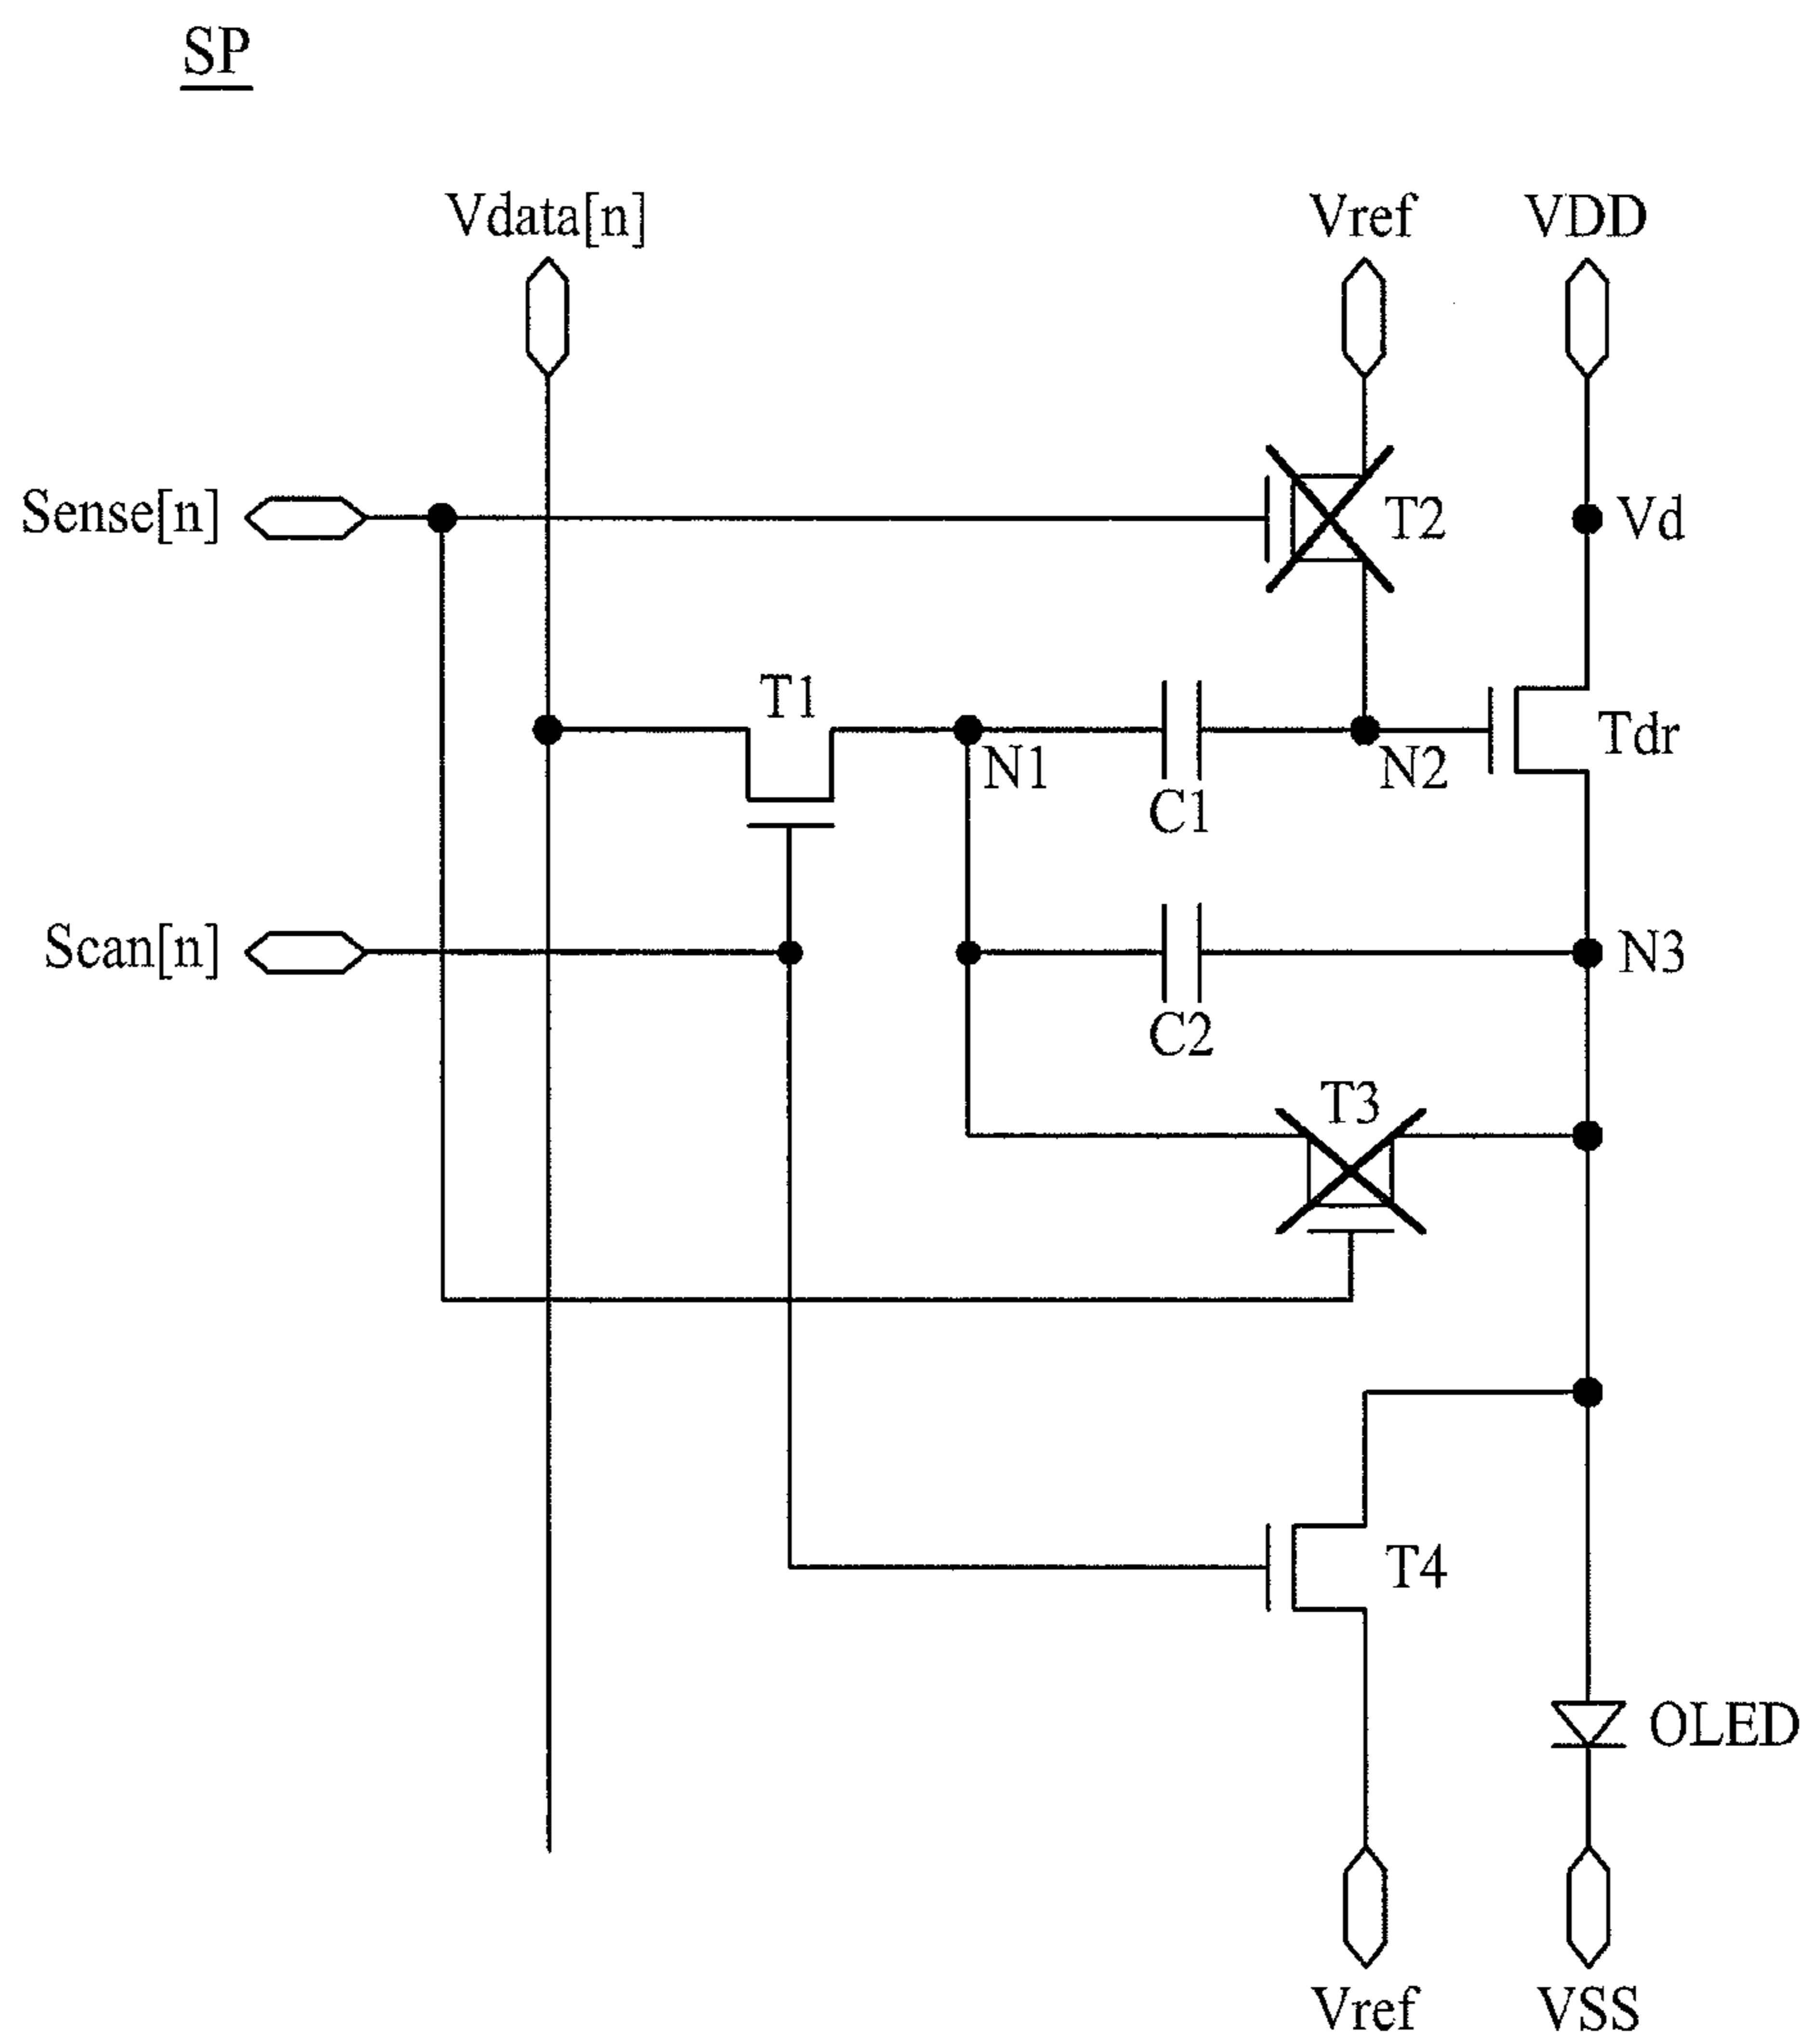 SP
Vdata[n]
Vref
VDD
Sense[n]
T2
Vd
T1
Tdr
N1
N2
C1
Scan[n]
N3
C2
T3
T4
OLED
Vref
VSS